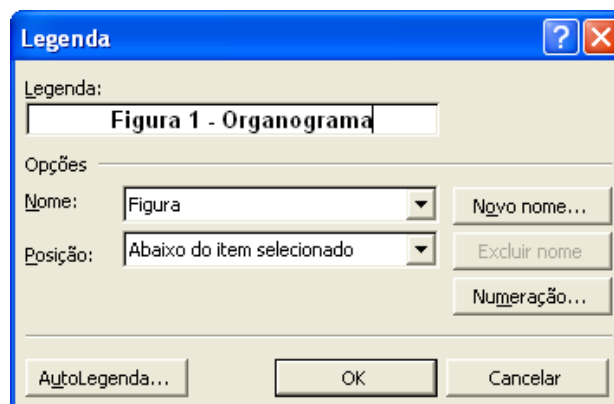 Legenda
Legenda:
Figura 1 - Organograma
Opções
Nome: Figura Novo nome...
Posição: Abaixo do item selecionado Excluir nome
Numeração...
AutoLegenda... OK Cancelar